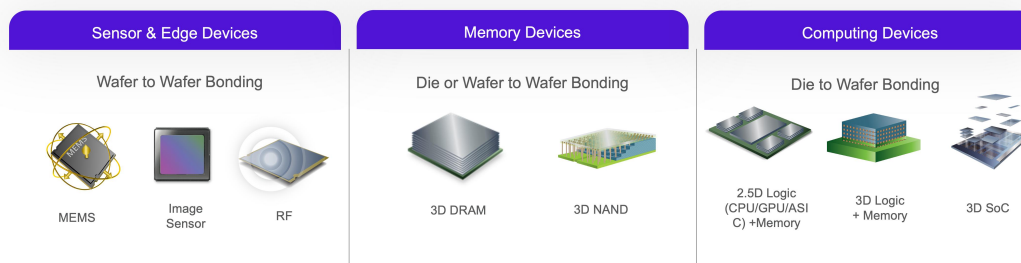 Sensor & Edge Devices
Wafer to Wafer Bonding
MEMS
MEMS
Image
Sensor
RF
Memory Devices
Die or Wafer to Wafer Bonding
3D DRAM
3D NAND
Computing Devices
Die to Wafer Bonding
2.5D Logic
(CPU/GPU/ASI
C) +Memory
3D Logic
+ Memory
3D SoC